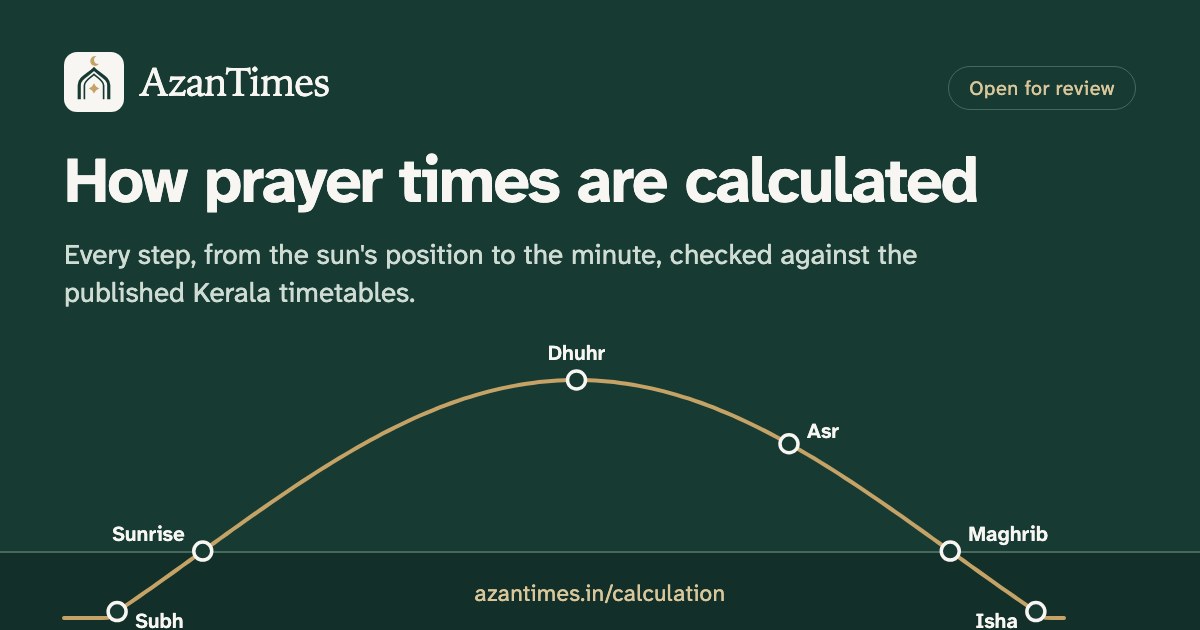 AzanTimes
Open for review
How prayer times are calculated
Every step, from the sun's position to the minute, checked against the
published Kerala timetables.
Dhuhr
Asr
Sunrise
Maghrib
azantimes.in/calculation
Subh
Isha